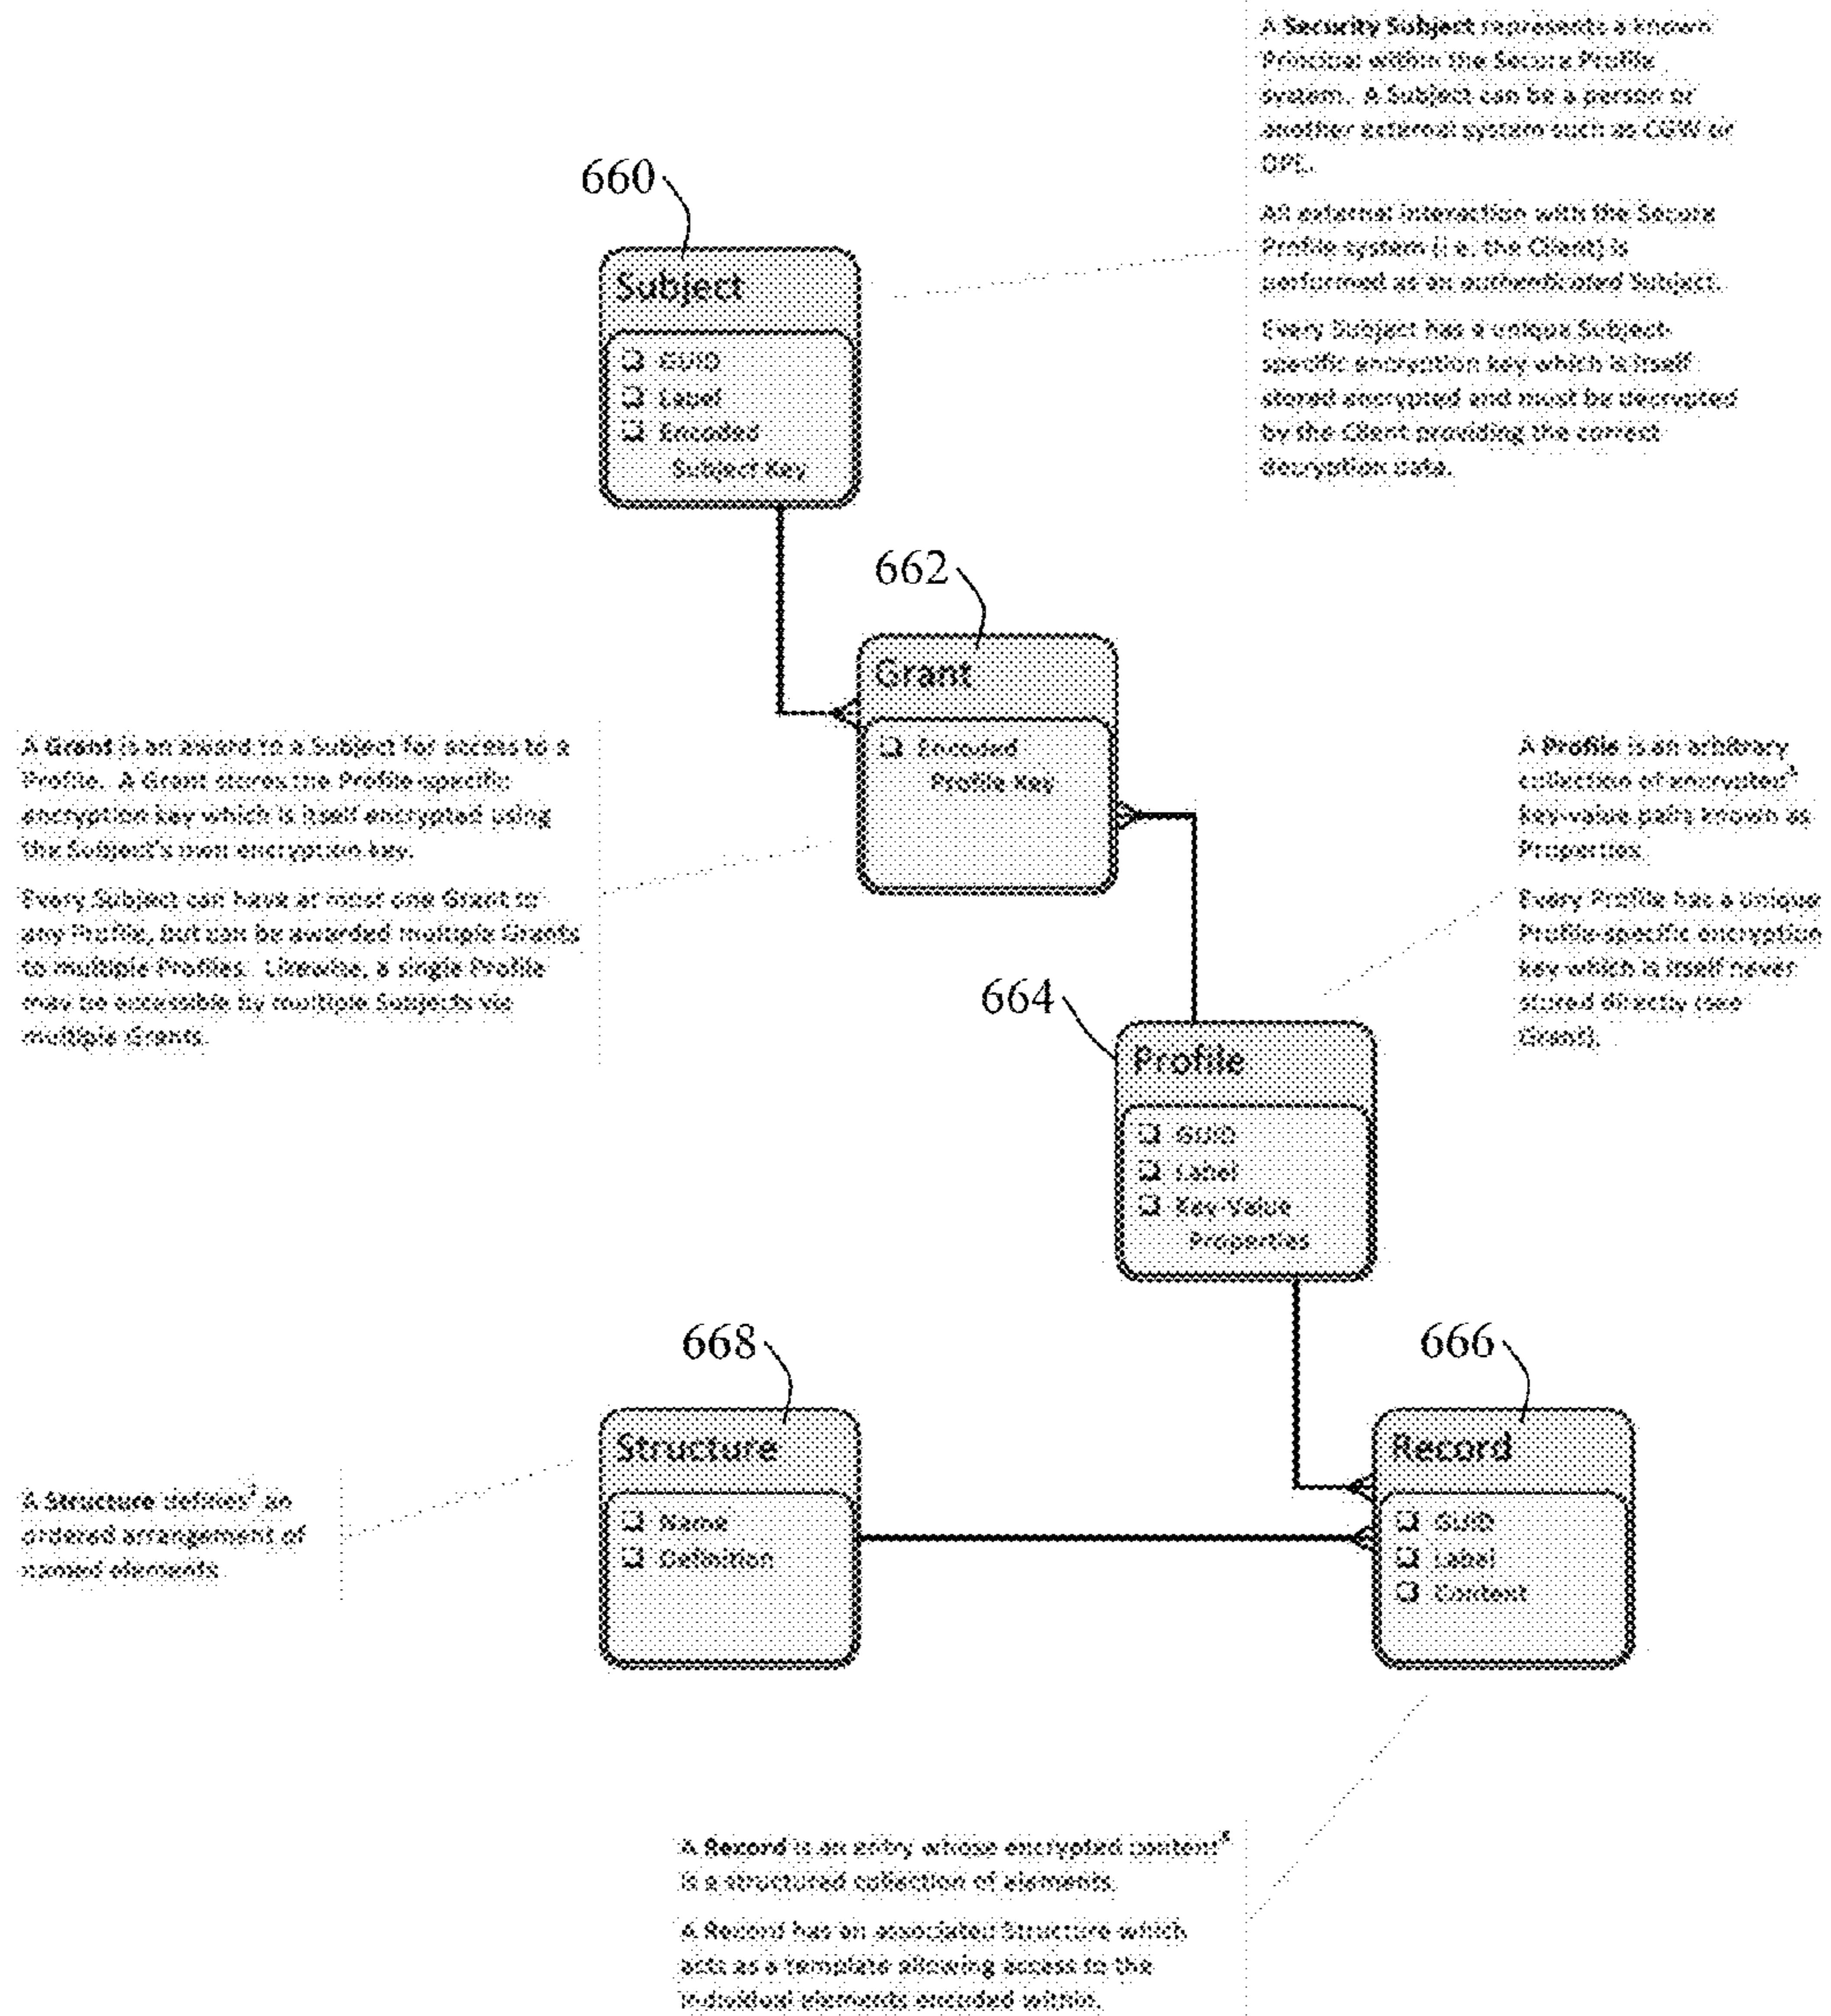 A Security Subject represents a known
Principal within the Secure Profile
system. A Subject can be a person or
another external system such as CGW or
OPL.
All external interaction with the Secure
Profile system (i.e. the Client) is
performed as an authenticated Subject.
Every Subject has a unique Subject-
specific encryption key which is itself
stored encrypted and must be decrypted
by the Client providing the correct
decryption data.
660
Subject
GUID
Label
Encoded
Subject Key
662
Grant
Encoded
Profile Key
A Grant is an award to a Subject for access to a
Profile. A Grant stores the Profile-specific
encryption key which is itself encrypted using
the Subject's own encryption key.
Every Subject can have at most one Grant to
any Profile, but can be awarded multiple Grants
to multiple Profiles. Likewise, a single Profile
may be accessible by multiple Subjects via
multiple Grants.
A Profile is an arbitrary
collection of encrypted
key-value pairs known as
Properties.
Every Profile has a unique
Profile-specific encryption
key which is itself never
stored directly (see
Grant).
664
Profile
GUID
Label
Key-Value
Properties
668
Structure
Name
Definition
666
Record
GUID
Label
Content
A Structure defines an
ordered arrangement of
named elements.
A Record is an entry whose encrypted content
is a structured collection of elements.
A Record has an associated Structure which
acts as a template allowing access to the
individual elements encoded within.